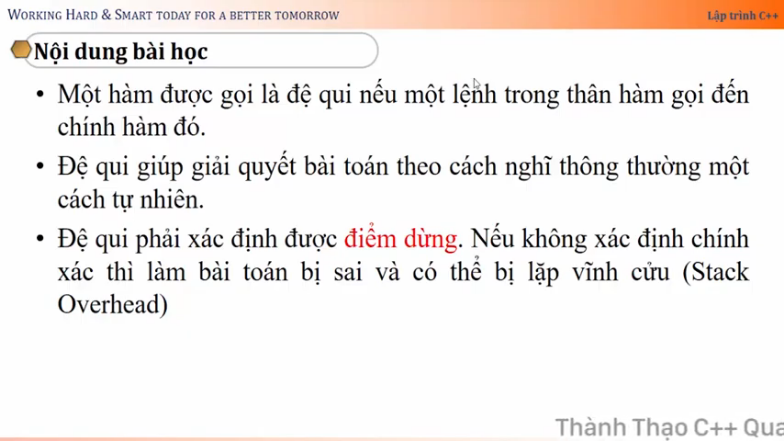 WORKING HARD & SMART TODAY FOR A BETTER TOMORROW
Lập trình C++
Nội dung bài học
• Một hàm được gọi là đệ qui nếu một lệnh trong thân hàm gọi đến
chính hàm đó.
• Đệ qui giúp giải quyết bài toán theo cách nghĩ thông thường một
cách tự nhiên.
• Đệ qui phải xác định được điểm dừng. Nếu không xác định chính
xác thì làm bài toán bị sai và có thể bị lặp vĩnh cửu (Stack
Overhead)
Thành Thạo C++ Qua